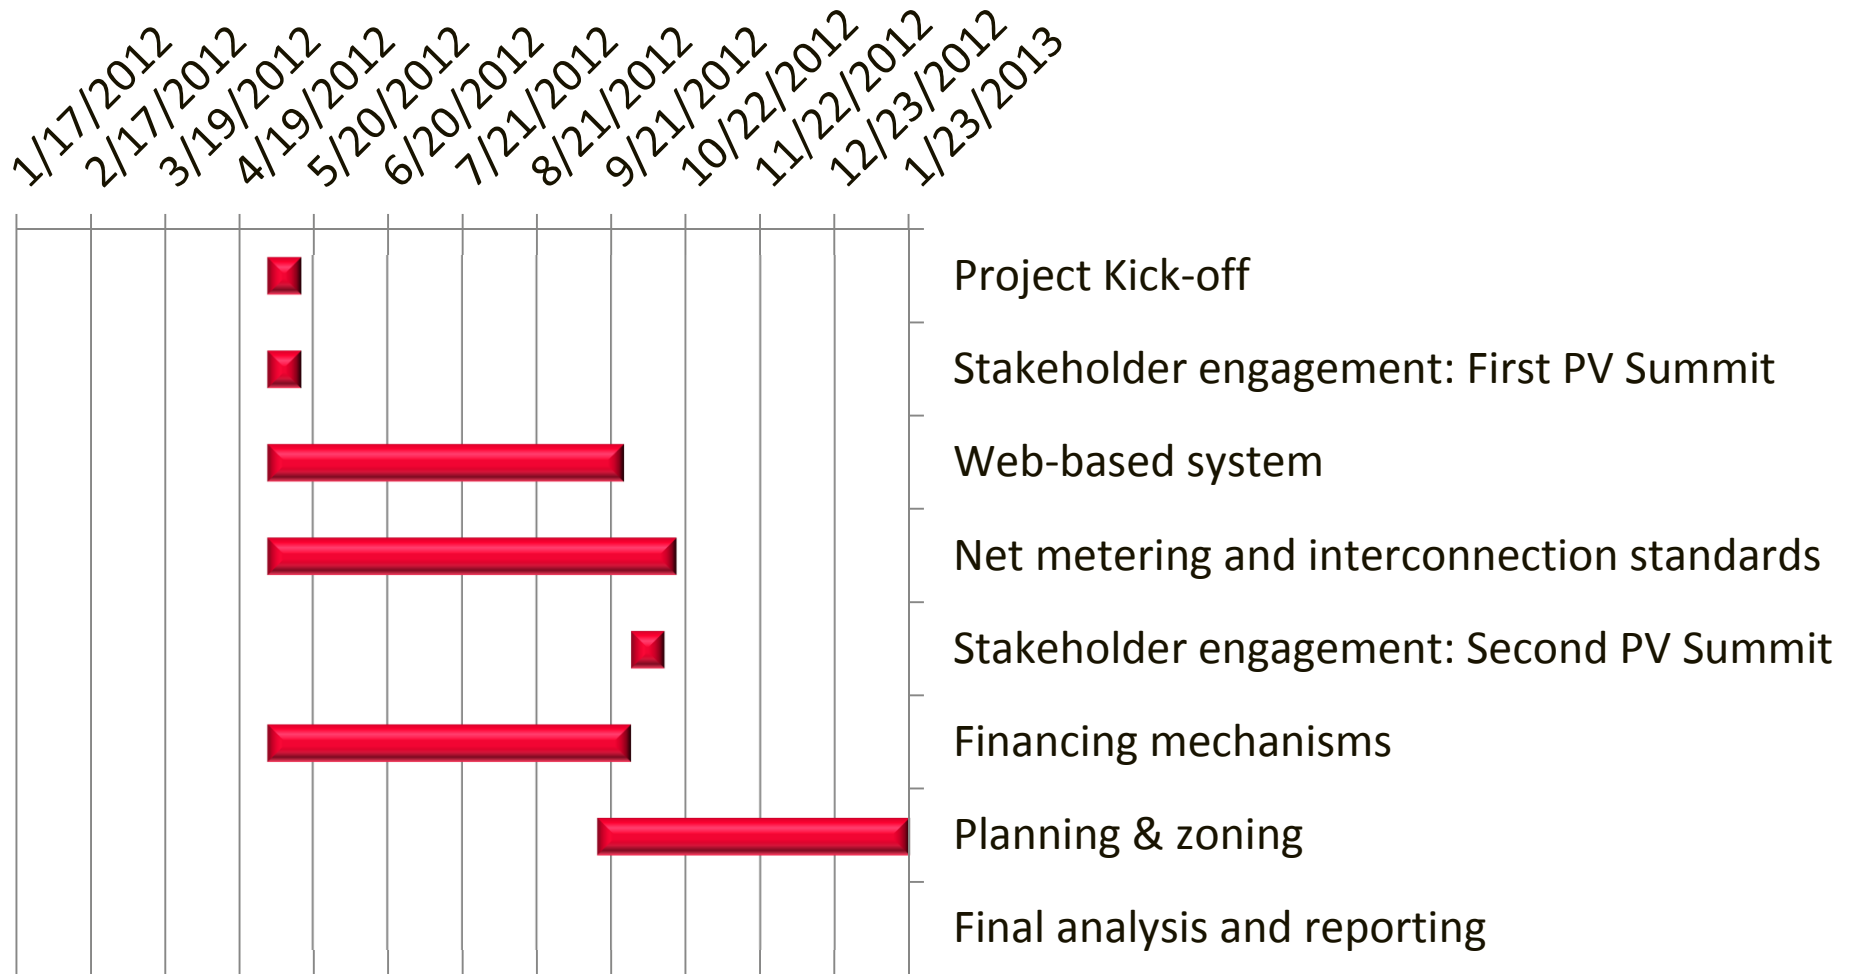 1/17/2012
2/17/2012
3/19/2012
4/19/2012
5/20/2012
6/20/2012
7/21/2012
8/21/2012
9/21/2012
10/22/2012
11/22/2012
12/23/2012
1/23/2013
Project Kick-off
Stakeholder engagement: First PV Summit
Web-based system
Net metering and interconnection standards
Stakeholder engagement: Second PV Summit
Financing mechanisms
Planning & zoning
Final analysis and reporting